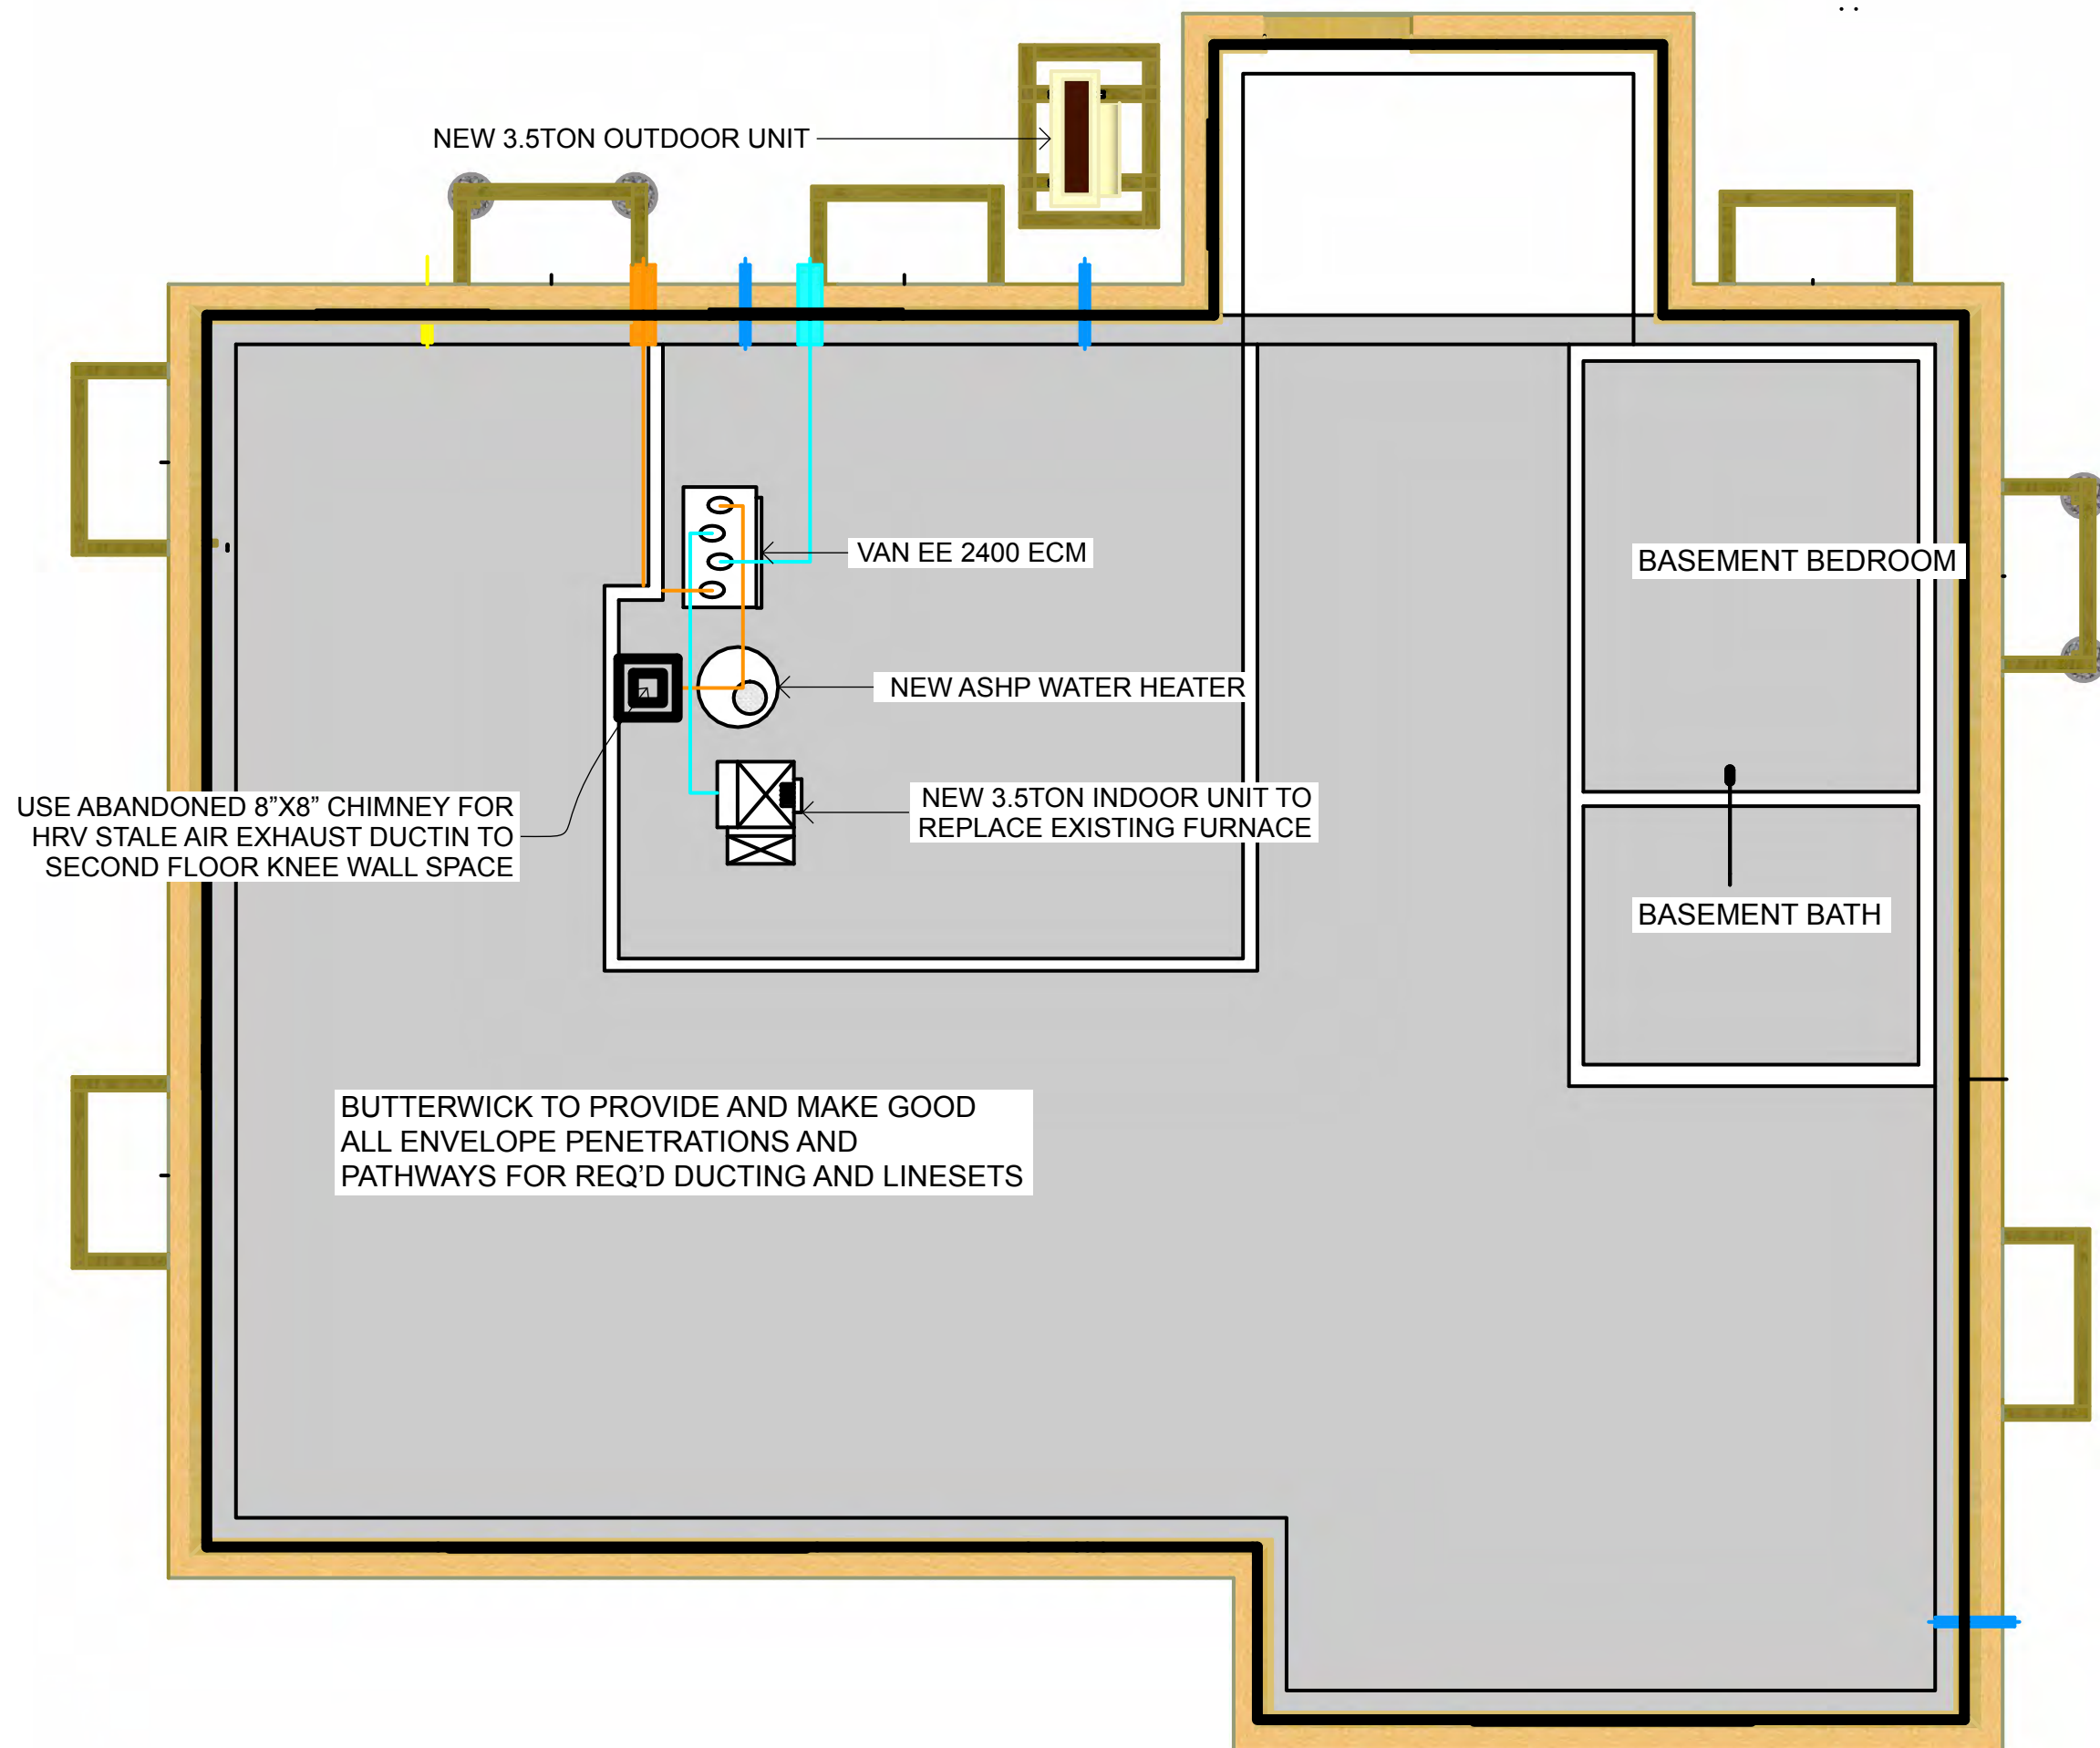 NEW 3.5TON OUTDOOR UNIT
VAN EE 2400 ECM
BASEMENT BEDROOM
NEW ASHP WATER HEATER
USE ABANDONED 8”X8” CHIMNEY FOR
HRV STALE AIR EXHAUST DUCTIN TO
SECOND FLOOR KNEE WALL SPACE
NEW 3.5TON INDOOR UNIT TO
REPLACE EXISTING FURNACE
BASEMENT BATH
BUTTERWICK TO PROVIDE AND MAKE GOOD
ALL ENVELOPE PENETRATIONS AND
PATHWAYS FOR REQ’D DUCTING AND LINESETS